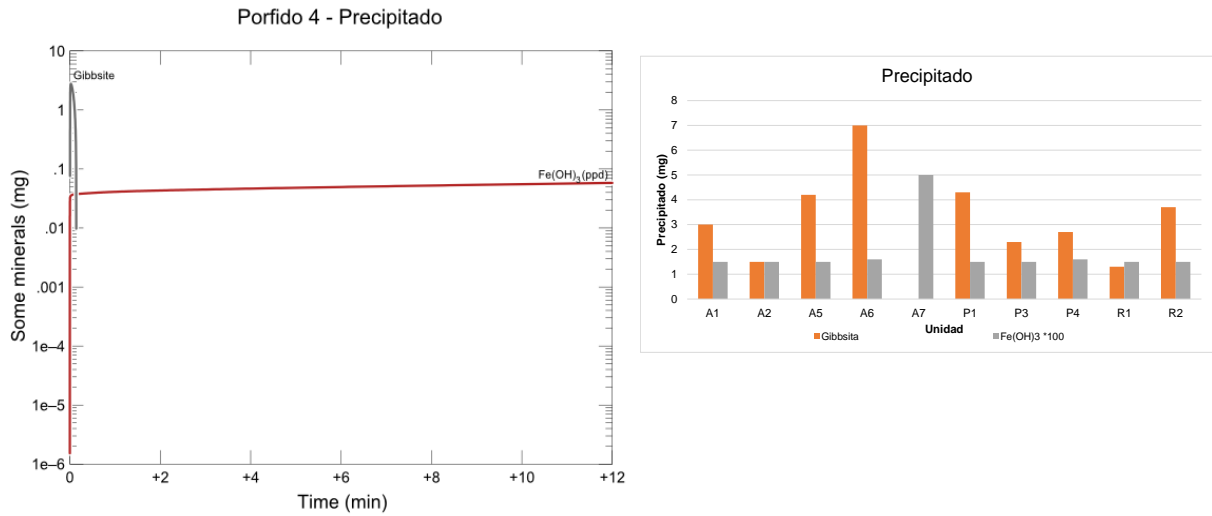 Porfido 4 - Precipitado
10
1
.1
.01
.001
1e–4
1e–5
1e–6
Some minerals (mg)
Gibbsite
Fe(OH)3(ppd)
0 +2 +4 +6 +8 +10 +12
Time (min)
Precipitado
8
7
6
5
4
3
2
1
0
Precipitado (mg)
A1 A2 A5 A6 A7 P1 P3 P4 R1 R2
Unidad
Gibbsita Fe(OH)3 *100